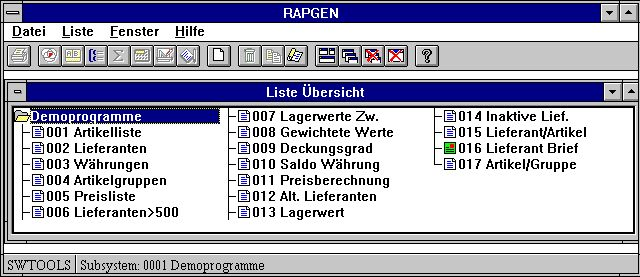 RAPGEN
Datei Liste Fenster Hilfe
Liste Übersicht
Demoprogramme
001 Artikelliste
002 Lieferanten
003 Währungen
004 Artikelgruppen
005 Preisliste
006 Lieferanten>500
007 Lagerwerte Zw.
008 Gewichtete Werte
009 Deckungsgrad
010 Saldo Währung
011 Preisberechnung
012 Alt. Lieferanten
013 Lagerwert
014 Inaktive Lief.
015 Lieferant/Artikel
016 Lieferant Brief
017 Artikel/Gruppe
SWTOOLS Subsystem: 0001 Demoprogramme